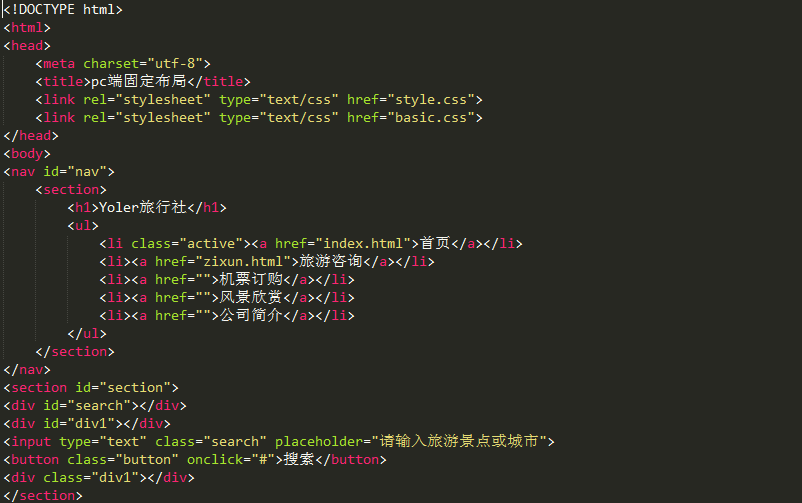 <!DOCTYPE html>
<html>
<head>
    <meta charset="utf-8">
    <title>pc端固定布局</title>
    <link rel="stylesheet" type="text/css" href="style.css">
    <link rel="stylesheet" type="text/css" href="basic.css">
</head>
<body>
<nav id="nav">
    <section>
        <h1>Yoler旅行社</h1>
        <ul>
            <li class="active"><a href="index.html">首页</a></li>
            <li><a href="zixun.html">旅游咨询</a></li>
            <li><a href="">机票订购</a></li>
            <li><a href="">风景欣赏</a></li>
            <li><a href="">公司简介</a></li>
        </ul>
    </section>
</nav>
<section id="section">
<div id="search"></div>
<div id="div1"></div>
<input type="text" class="search" placeholder="请输入旅游景点或城市">
<button class="button" onclick="#">搜索</button>
<div class="div1"></div>
</section>